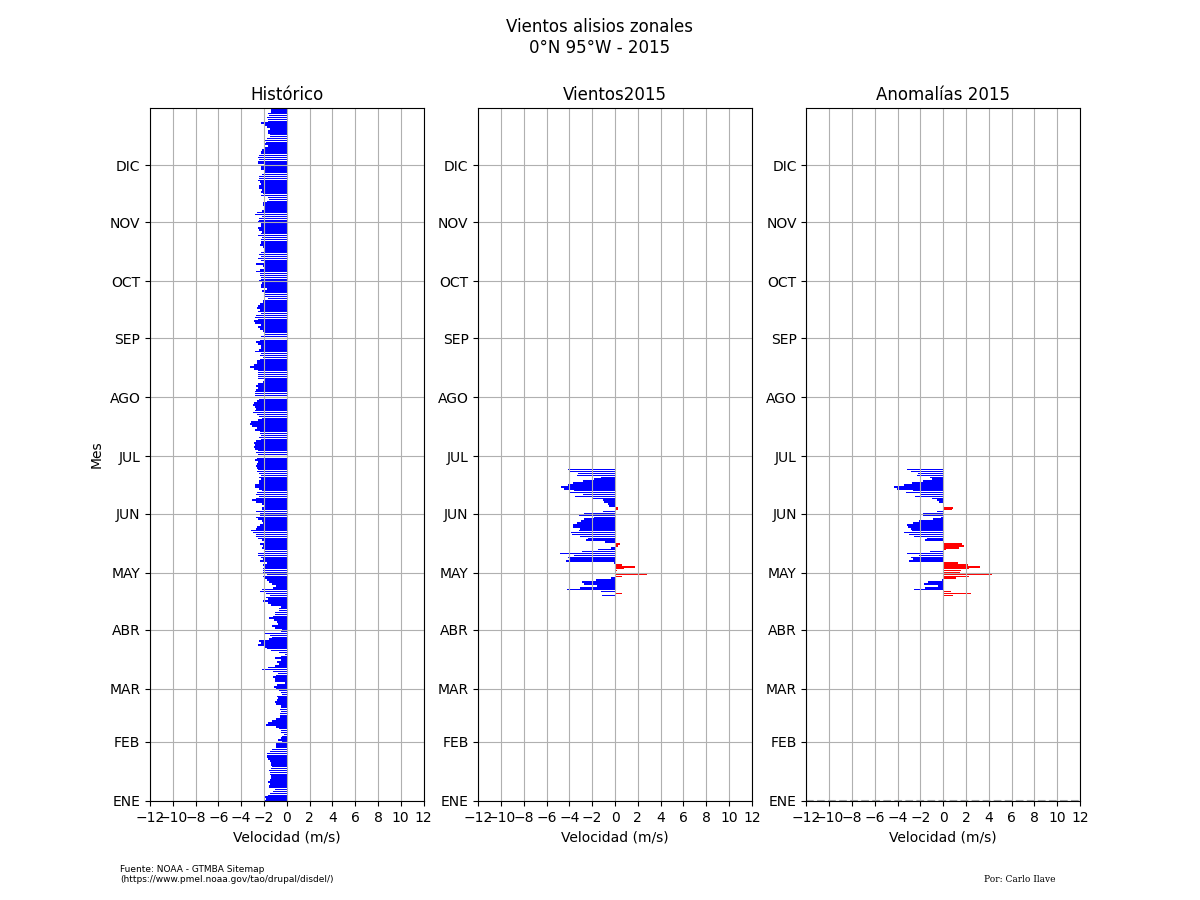 Vientos alisios zonales
0°N 95°W - 2015
Histórico
Vientos2015
Anomalías 2015
DIC
NOV
OCT
SEP
AGO
JUL
JUN
MAY
ABR
MAR
FEB
ENE
Mes
−12 −10 −8 −6 −4 −2 0 2 4 6 8 10 12
Velocidad (m/s)
DIC
NOV
OCT
SEP
AGO
JUL
JUN
MAY
ABR
MAR
FEB
ENE
−12 −10 −8 −6 −4 −2 0 2 4 6 8 10 12
Velocidad (m/s)
DIC
NOV
OCT
SEP
AGO
JUL
JUN
MAY
ABR
MAR
FEB
ENE
−12 −10 −8 −6 −4 −2 0 2 4 6 8 10 12
Velocidad (m/s)
Fuente: NOAA - GTMBA Sitemap
(https://www.pmel.noaa.gov/tao/drupal/disdel/)
Por: Carlo Ilave